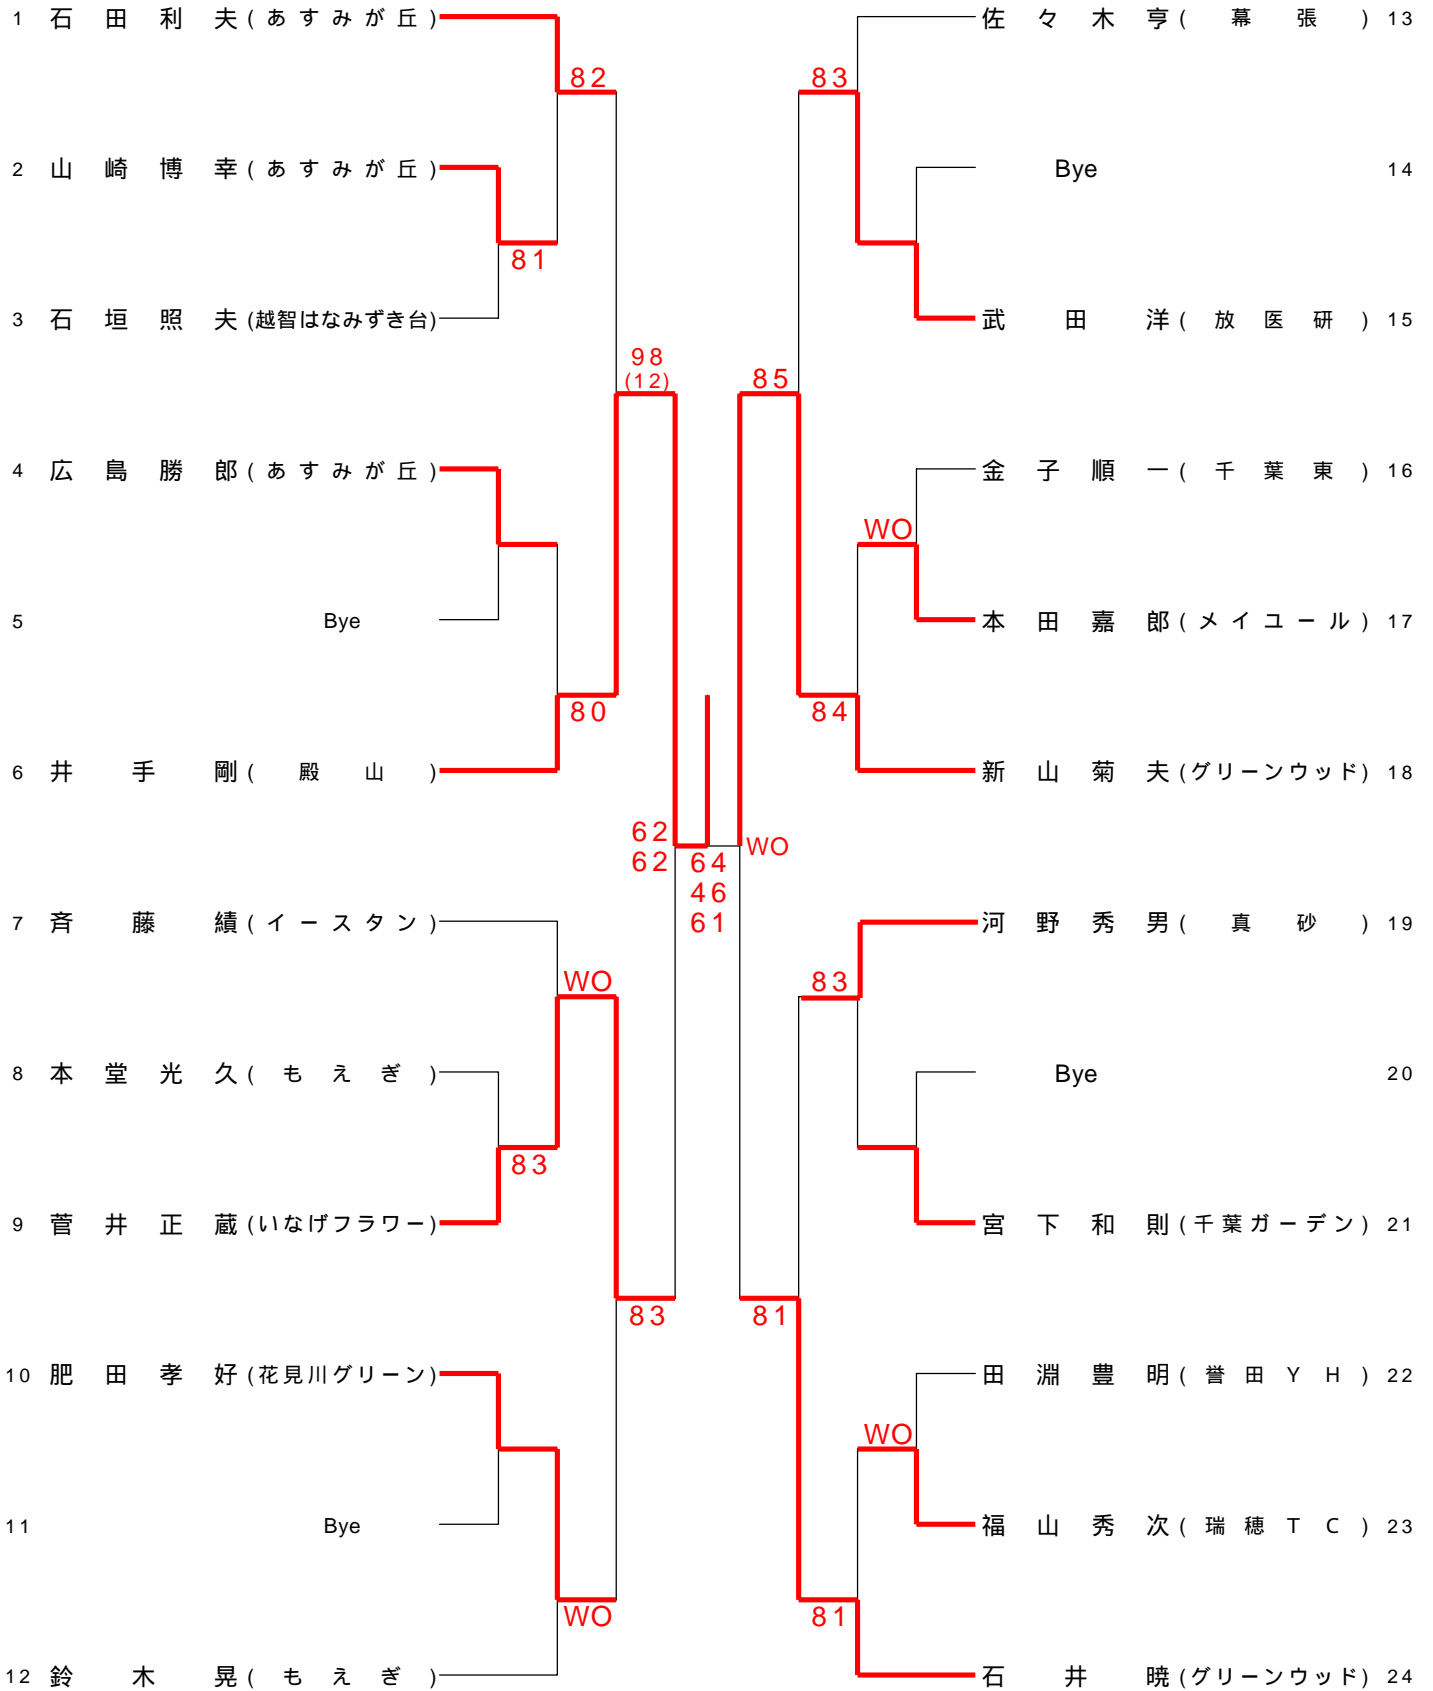 1 石田利夫(あすみが丘)
82
2 山崎博幸(あすみが丘)
81
3 石垣照夫(越智はなみずき台)
98
(12)
4 広島勝郎(あすみが丘)
5 Bye
80
6 井手剛(殿山)
62
62
64
46
61
7 斉藤績(イースタン)
WO
8 本堂光久(もえぎ)
83
9 菅井正蔵(いなげフラワー)
83
10 肥田孝好(花見川グリーン)
11 Bye
WO
12 鈴木晃(もえぎ)
佐々木亨(幕張) 13
83
Bye 14
武田洋(放医研) 15
85
金子順一(千葉東) 16
WO
本田嘉郎(メイユール) 17
84
新山菊夫(グリーンウッド) 18
WO
河野秀男(真砂) 19
83
Bye 20
宮下和則(千葉ガーデン) 21
81
田淵豊明(誉田YH) 22
WO
福山秀次(瑞穂TC) 23
81
石井暁(グリーンウッド) 24